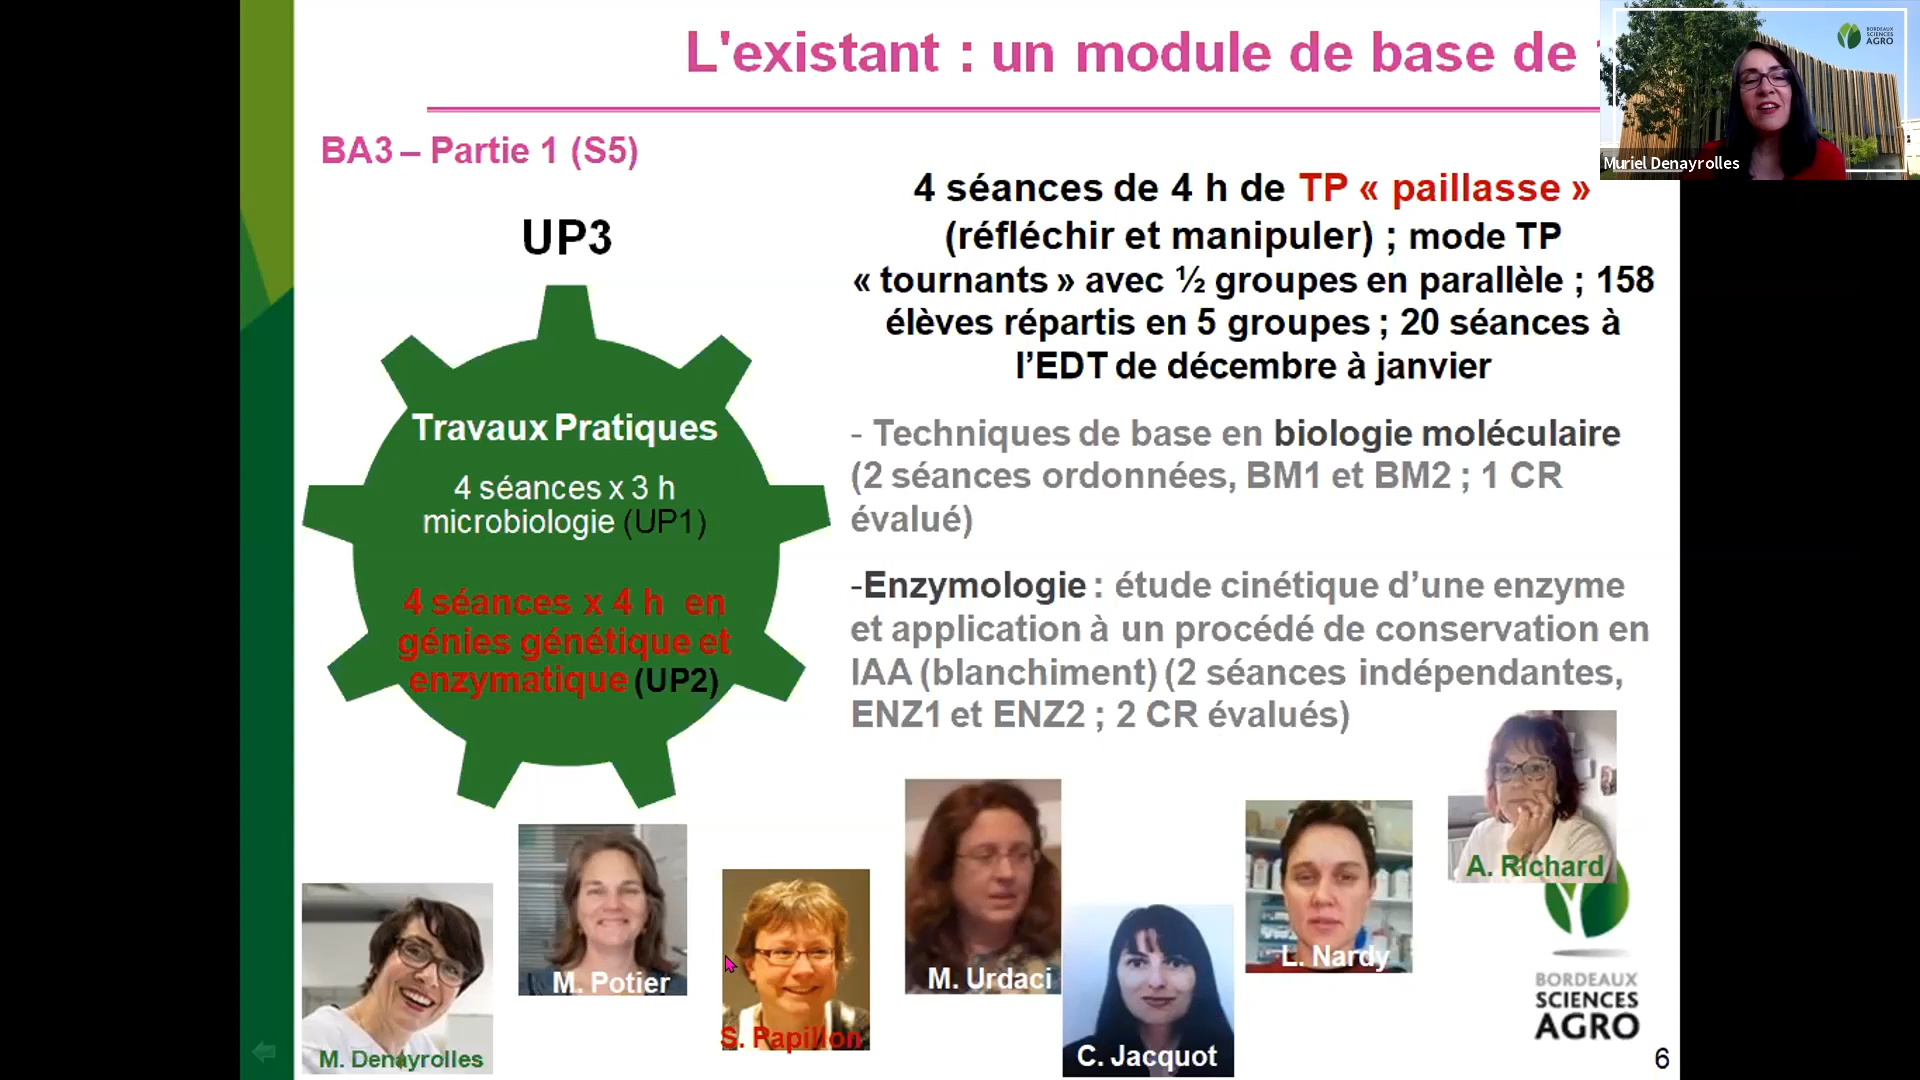 L'existant : un module de base de
BORDEAUX
SCIENCES
AGRO
Muriel Denayrolles
BA3 – Partie 1 (S5)
UP3
Travaux Pratiques
4 séances x 3 h
microbiologie (UP1)
4 séances x 4 h en
génies génétique et
enzymatique (UP2)
4 séances de 4 h de TP « paillasse »
(réfléchir et manipuler) ; mode TP
« tournants » avec ½ groupes en parallèle ; 158
élèves répartis en 5 groupes ; 20 séances à
l’EDT de décembre à janvier
- Techniques de base en biologie moléculaire
(2 séances ordonnées, BM1 et BM2 ; 1 CR
évalué)
-Enzymologie : étude cinétique d’une enzyme
et application à un procédé de conservation en
IAA (blanchiment) (2 séances indépendantes,
ENZ1 et ENZ2 ; 2 CR évalués)
M. Denayrolles
M. Potier
S. Papillon
M. Urdaci
C. Jacquot
L. Nardy
A. Richard
BORDEAUX
SCIENCES
AGRO
6